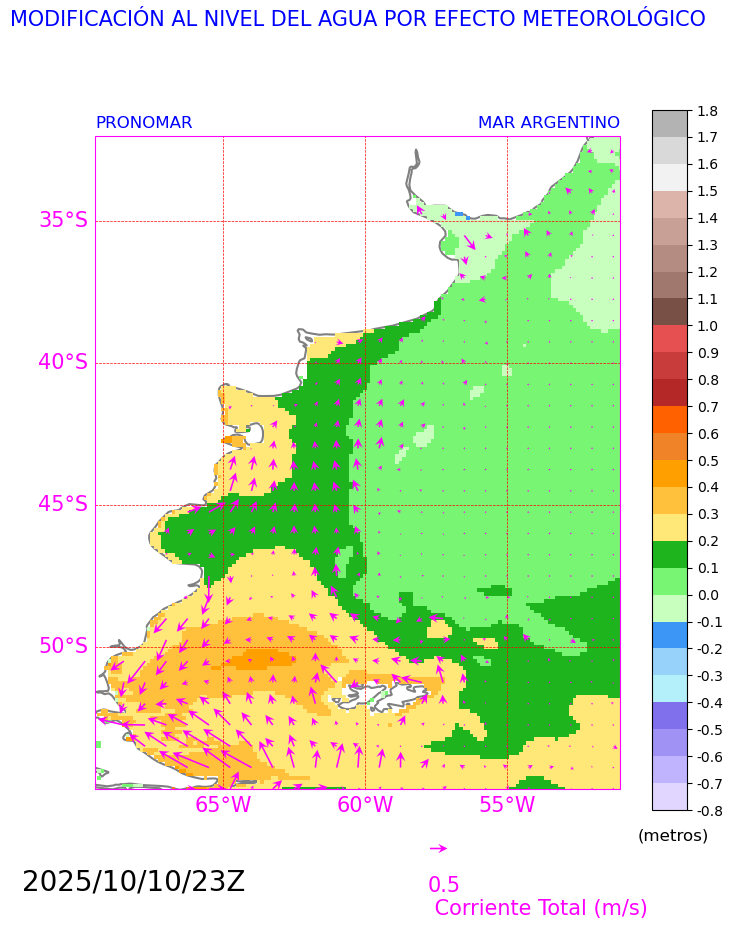 MODIFICACIÓN AL NIVEL DEL AGUA POR EFECTO METEOROLÓGICO
PRONOMAR MAR ARGENTINO
35°S
40°S
45°S
50°S
65°W 60°W 55°W
1.8
1.7
1.6
1.5
1.4
1.3
1.2
1.1
1.0
0.9
0.8
0.7
0.6
0.5
0.4
0.3
0.2
0.1
0.0
-0.1
-0.2
-0.3
-0.4
-0.5
-0.6
-0.7
-0.8
(metros)
2025/10/10/23Z
0.5
Corriente Total (m/s)